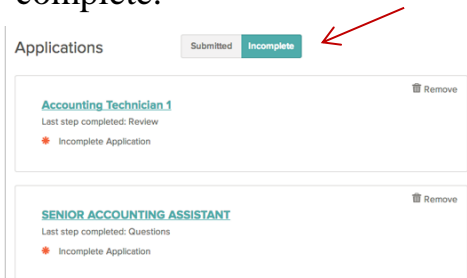 complete.
Applications Submitted Incomplete
Remove
Accounting Technician 1
Last step completed: Review
Incomplete Application
Remove
SENIOR ACCOUNTING ASSISTANT
Last step completed: Questions
Incomplete Application